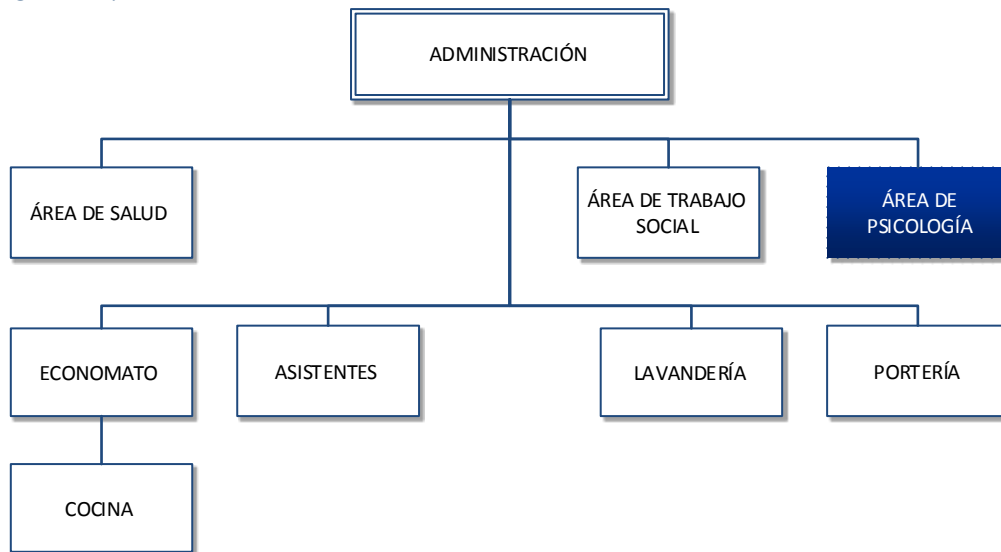 ADMINISTRACIÓN
ÁREA DE SALUD
ÁREA DE TRABAJO
SOCIAL
ÁREA DE
PSICOLOGÍA
ECONOMATO
ASISTENTES
LAVANDERÍA
PORTERÍA
COCINA